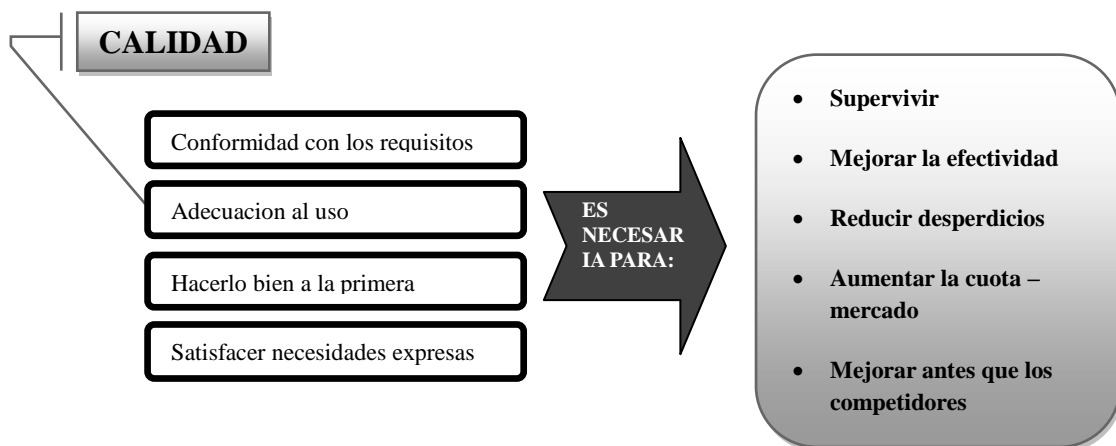 CALIDAD
Conformidad con los requisitos
Adecuacion al uso
Hacerlo bien a la primera
Satisfacer necesidades expresas
ES
NECESAR
IA PARA:
• Supervivir
• Mejorar la efectividad
• Reducir desperdicios
• Aumentar la cuota –
mercado
• Mejorar antes que los
competidores